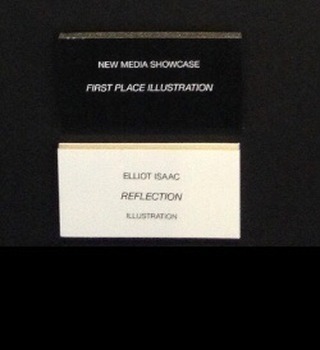 NEW MEDIA SHOWCASE
FIRST PLACE ILLUSTRATION
ELLIOT ISAAC
REFLECTION
ILLUSTRATION